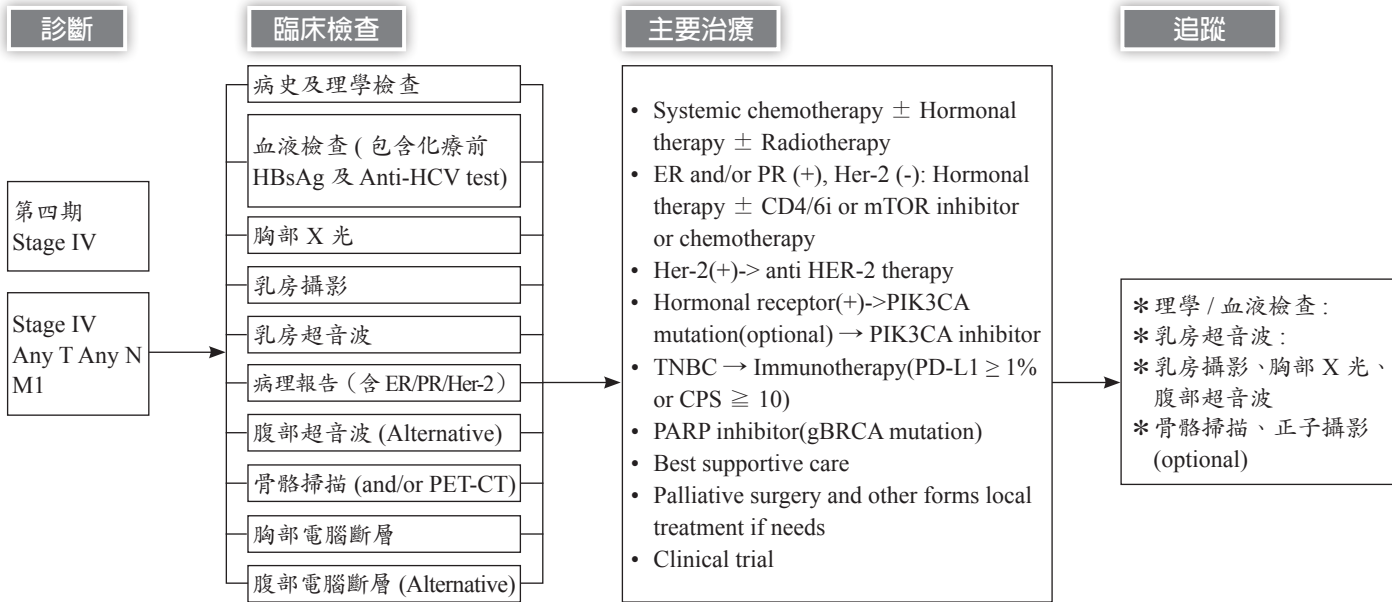 診斷
臨床檢查
主要治療
追蹤
第四期
Stage IV
Stage IV
Any T Any N
M1
病史及理學檢查
血液檢查 ( 包含化療前
HBsAg 及 Anti-HCV test)
胸部 X 光
乳房攝影
乳房超音波
病理報告（含 ER/PR/Her-2）
腹部超音波 (Alternative)
骨骼掃描 (and/or PET-CT)
胸部電腦斷層
腹部電腦斷層 (Alternative)
• Systemic chemotherapy ± Hormonal
therapy ± Radiotherapy
• ER and/or PR (+), Her-2 (-): Hormonal
therapy ± CD4/6i or mTOR inhibitor
or chemotherapy
• Her-2(+)-> anti HER-2 therapy
• Hormonal receptor(+)->PIK3CA
mutation(optional) → PIK3CA inhibitor
• TNBC → Immunotherapy(PD-L1 ≥ 1%
or CPS ≧ 10)
• PARP inhibitor(gBRCA mutation)
• Best supportive care
• Palliative surgery and other forms local
treatment if needs
• Clinical trial
＊理學 / 血液檢查 :
＊乳房超音波 :
＊乳房攝影、胸部 X 光、
腹部超音波
＊骨骼掃描、正子攝影
(optional)